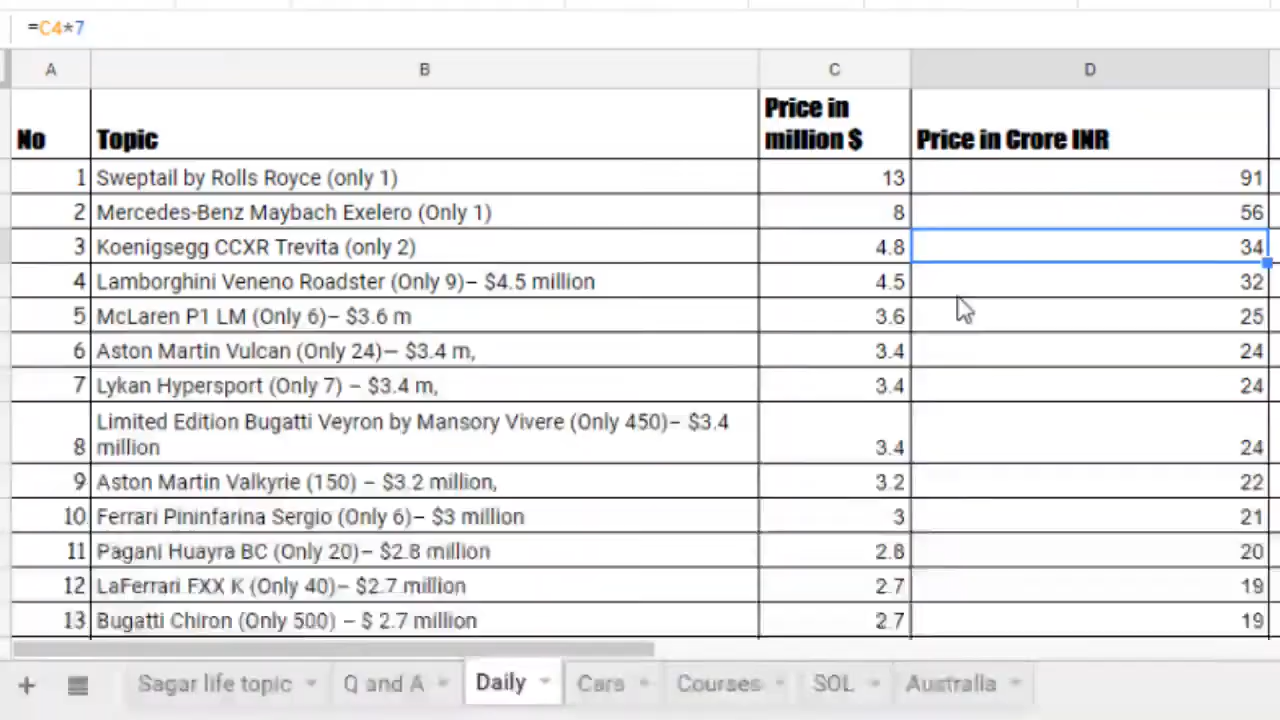 =C4*7
A B C D
No Topic Price in million $ Price in Crore INR
1 Sweptail by Rolls Royce (only 1) 13 91
2 Mercedes-Benz Maybach Exelero (Only 1) 8 56
3 Koenigsegg CCXR Trevita (only 2) 4.8 34
4 Lamborghini Veneno Roadster (Only 9)– $4.5 million 4.5 32
5 McLaren P1 LM (Only 6)– $3.6 m 3.6 25
6 Aston Martin Vulcan (Only 24)– $3.4 m, 3.4 24
7 Lykan Hypersport (Only 7) – $3.4 m, 3.4 24
8 Limited Edition Bugatti Veyron by Mansory Vivere (Only 450)– $3.4 million 3.4 24
9 Aston Martin Valkyrie (150) – $3.2 million, 3.2 22
10 Ferrari Pininfarina Sergio (Only 6)– $3 million 3 21
11 Pagani Huayra BC (Only 20)– $2.8 million 2.8 20
12 LaFerrari FXX K (Only 40)– $2.7 million 2.7 19
13 Bugatti Chiron (Only 500) – $ 2.7 million 2.7 19
+ Sagar life topic Q and A Daily Cars Courses SOL Australia